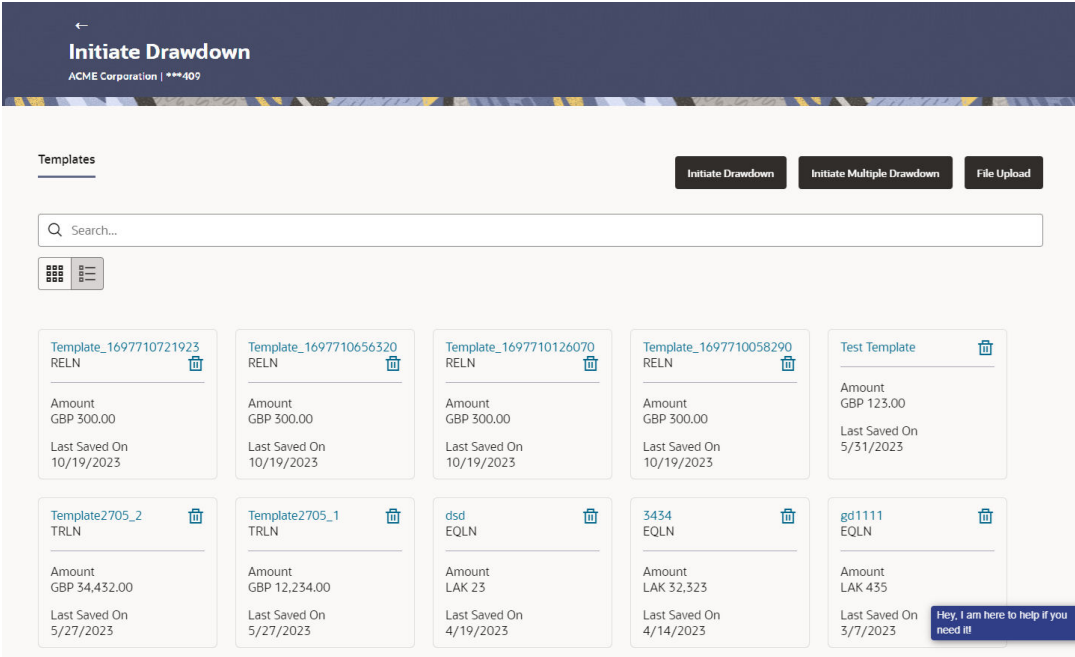 ←
Initiate Drawdown
ACME Corporation | ***409
Templates
Initiate Drawdown
Initiate Multiple Drawdown
File Upload
Search...
Template_1697710721923
RELN
Amount
GBP 300.00
Last Saved On
10/19/2023
Template_1697710656320
RELN
Amount
GBP 300.00
Last Saved On
10/19/2023
Template_1697710126070
RELN
Amount
GBP 300.00
Last Saved On
10/19/2023
Template_1697710058290
RELN
Amount
GBP 300.00
Last Saved On
10/19/2023
Test Template
Amount
GBP 123.00
Last Saved On
5/31/2023
Template2705_2
TRLN
Amount
GBP 34,432.00
Last Saved On
5/27/2023
Template2705_1
TRLN
Amount
GBP 12,234.00
Last Saved On
5/27/2023
dsd
EQLN
Amount
LAK 23
Last Saved On
4/19/2023
3434
EQLN
Amount
LAK 32,323
Last Saved On
4/14/2023
gd1111
EQLN
Amount
LAK 435
Last Saved On
3/7/2023
Hey, I am here to help if you
need it!